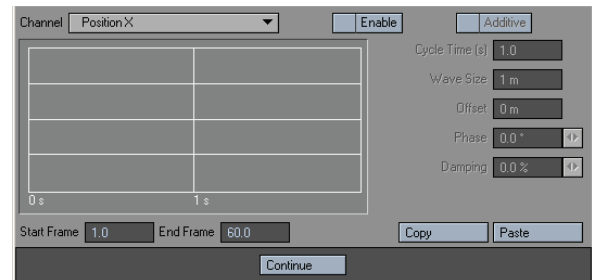 Channel Position X Enable Additive
Cycle Time (s) 1.0
Wave Size 1 m
Offset 0 m
Phase 0.0 °
Damping 0.0 %
0 s 1 s
Start Frame 1.0 End Frame 60.0 Copy Paste
Continue